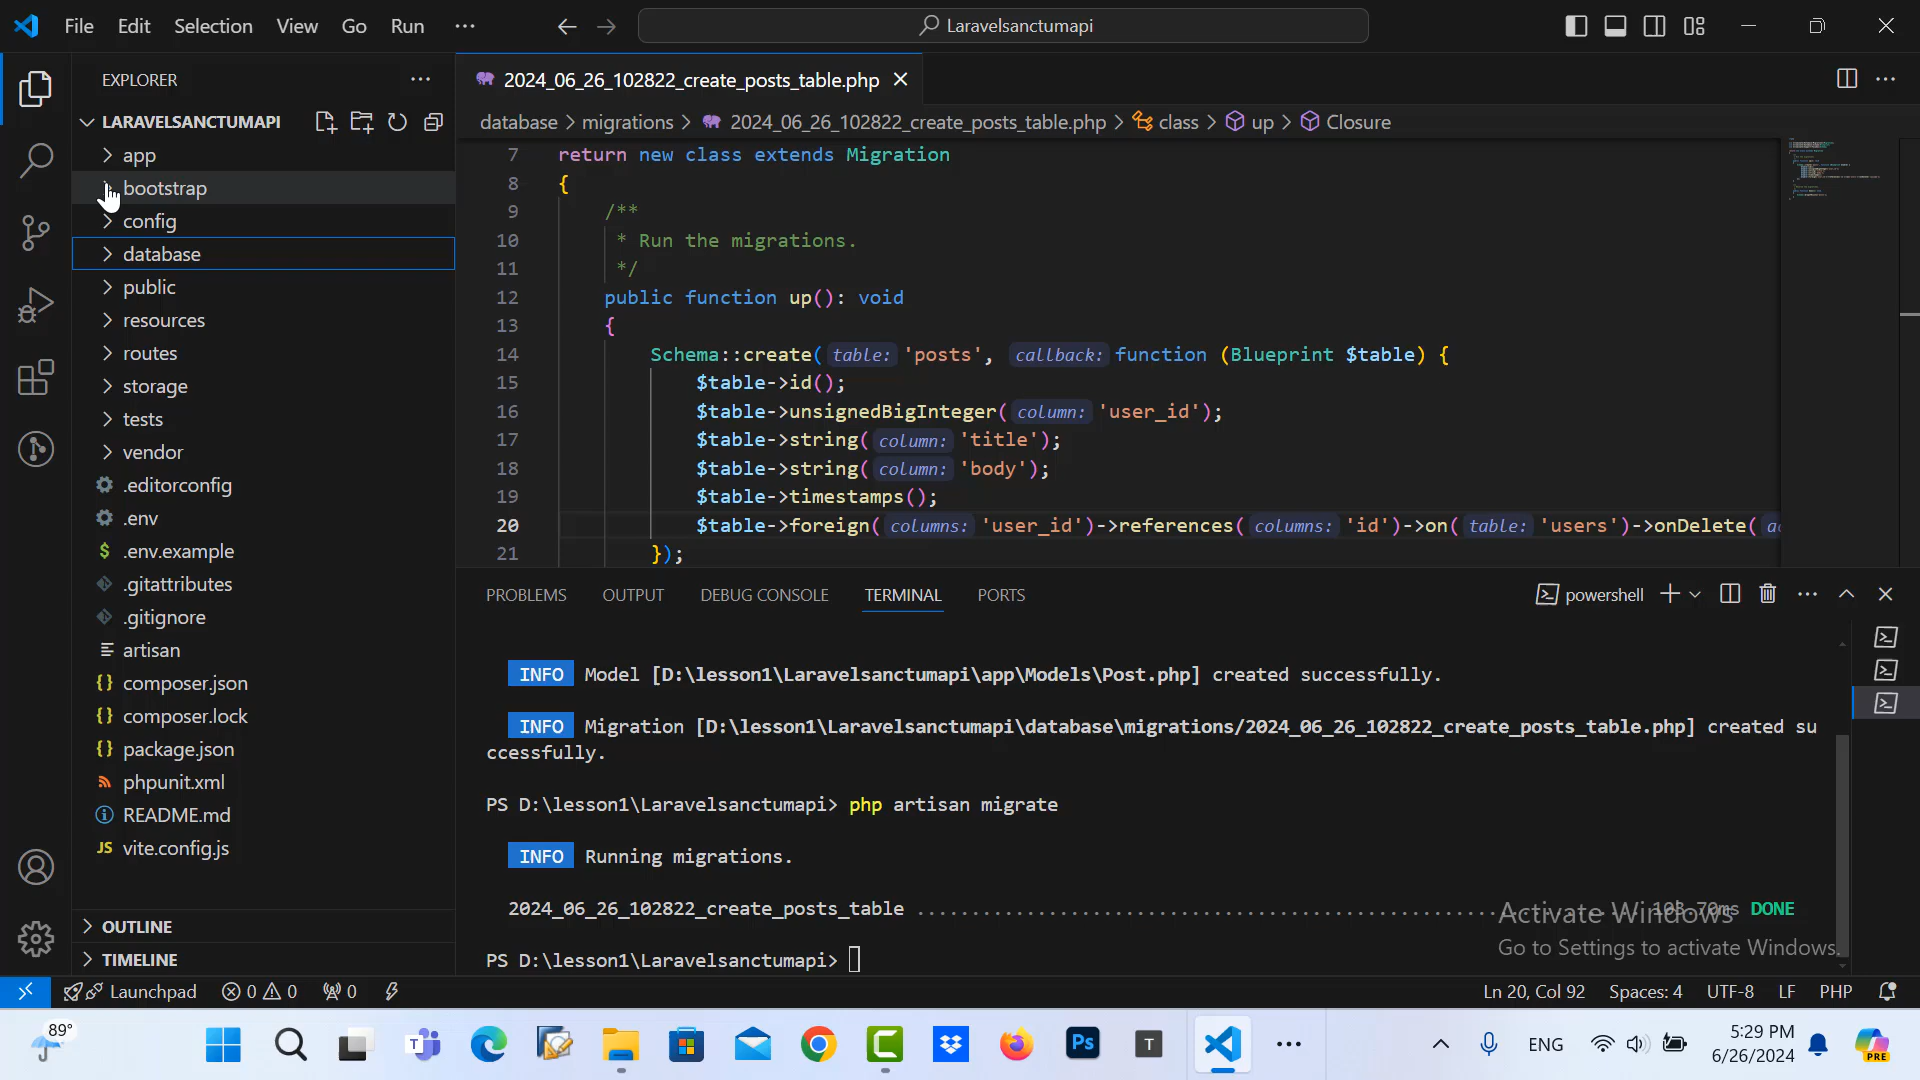 File Edit Selection View Go Run ···
Laravelsanctumapi
EXPLORER
LARAVELSANCTUMAPI
app
bootstrap
config
database
public
resources
routes
storage
tests
vendor
.editorconfig
.env
.env.example
.gitattributes
.gitignore
artisan
composer.json
composer.lock
package.json
phpunit.xml
README.md
vite.config.js
OUTLINE
TIMELINE
2024_06_26_102822_create_posts_table.php
database > migrations > 2024_06_26_102822_create_posts_table.php > class > up > Closure
7 return new class extends Migration
8 {
9 /**
10 * Run the migrations.
11 */
12 public function up(): void
13 {
14 Schema::create( table: 'posts', callback: function (Blueprint $table) {
15 $table->id();
16 $table->unsignedBigInteger( column: 'user_id');
17 $table->string( column: 'title');
18 $table->string( column: 'body');
19 $table->timestamps();
20 $table->foreign( columns: 'user_id')->references( columns: 'id')->on( table: 'users')->onDelete( ac
21 });
PROBLEMS OUTPUT DEBUG CONSOLE TERMINAL PORTS
powershell
INFO Model [D:\lesson1\Laravelsanctumapi\app\Models\Post.php] created successfully.
INFO Migration [D:\lesson1\Laravelsanctumapi\database\migrations/2024_06_26_102822_create_posts_table.php] created su
ccessfully.
PS D:\lesson1\Laravelsanctumapi> php artisan migrate
INFO Running migrations.
2024_06_26_102822_create_posts_table DONE
PS D:\lesson1\Laravelsanctumapi>
Activate Windows
Go to Settings to activate Windows.
Launchpad 0 0 0
Ln 20, Col 92 Spaces: 4 UTF-8 LF PHP
89°
T
Ps
T
ENG
5:29 PM
6/26/2024
PRE